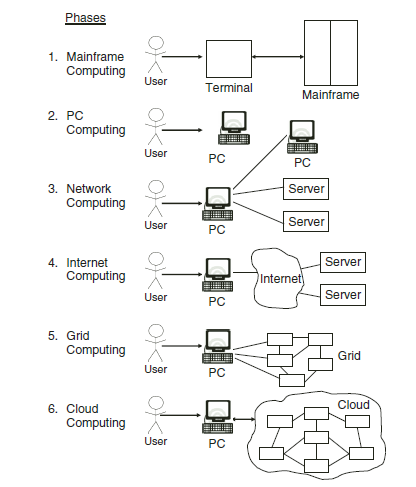 Phases
1. Mainframe
Computing
User
Terminal
Mainframe
2. PC
Computing
User
PC
PC
3. Network
Computing
User
PC
Server
Server
4. Internet
Computing
User
PC
Internet
Server
Server
5. Grid
Computing
User
PC
Grid
6. Cloud
Computing
User
PC
Cloud